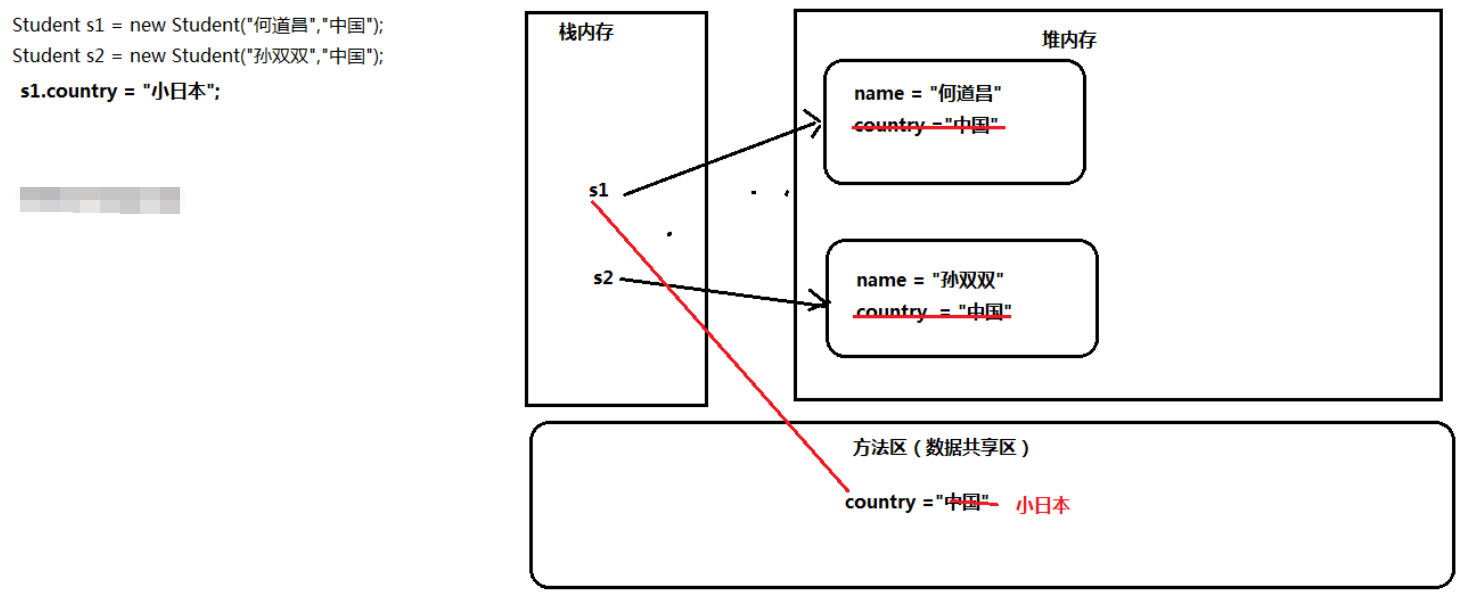 Student s1 = new Student("何道昌","中国");
Student s2 = new Student("孙双双","中国");
s1.country = "小日本";
栈内存
s1
s2
堆内存
name = "何道昌"
country ="中国"
name = "孙双双"
country = "中国"
方法区（数据共享区）
country ="中国" 小日本